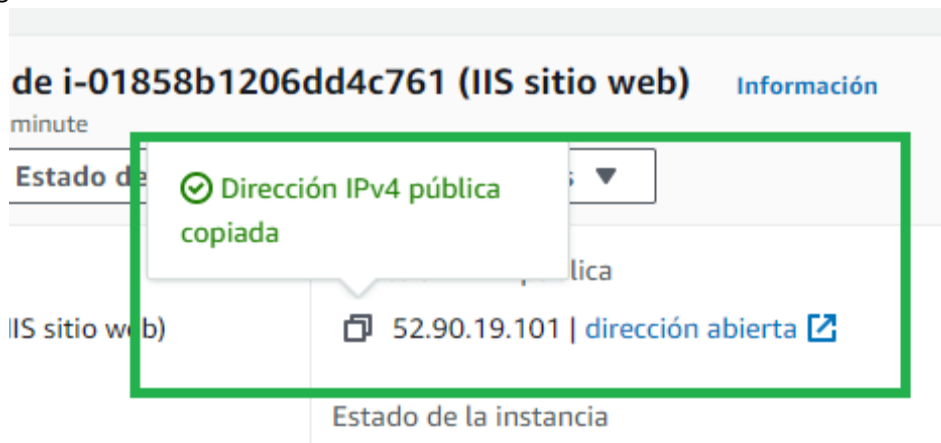 de i-01858b1206dd4c761 (IIS sitio web) Información
minute
Estado de
Dirección IPv4 pública
copiada
IIS sitio web)
52.90.19.101 | dirección abierta
Estado de la instancia